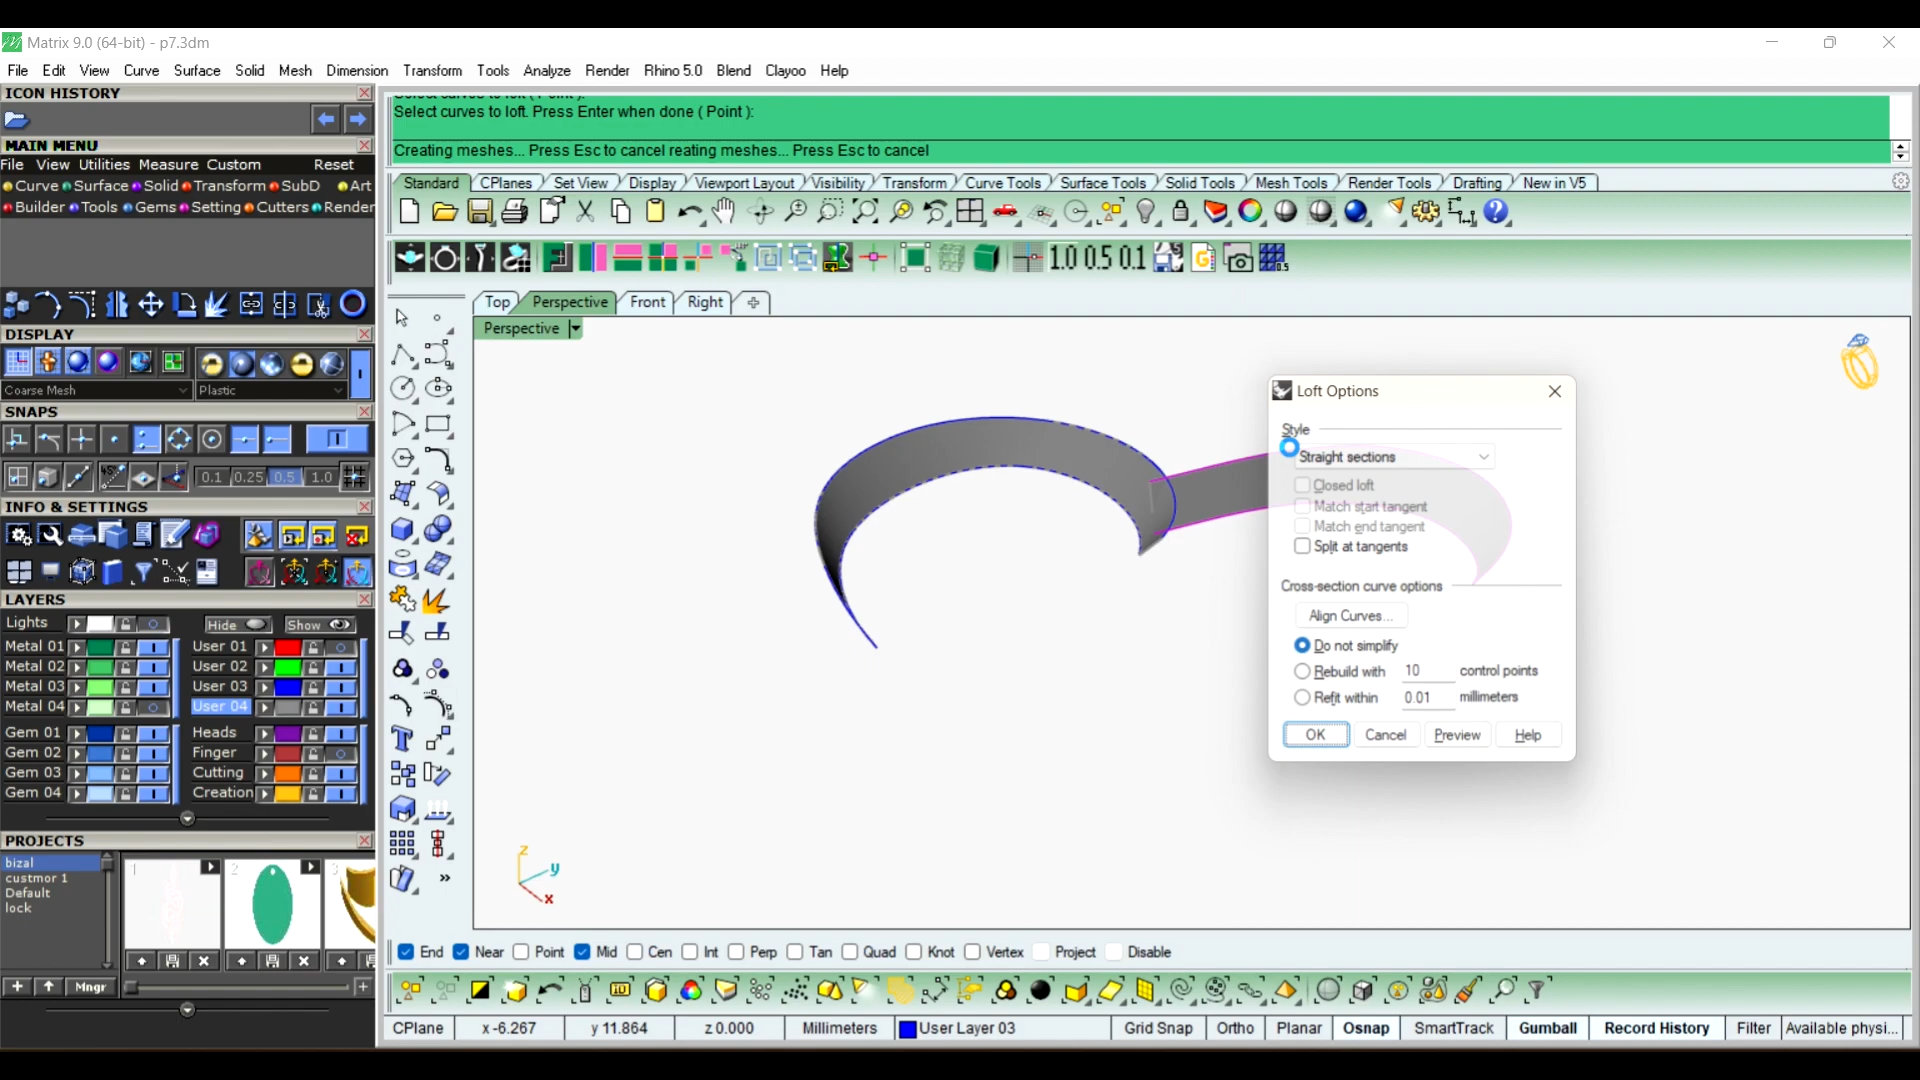 Matrix 9.0 (64-bit) - p7.3dm
File Edit View Curve Surface Solid Mesh Dimension Transform Tools Analyze Render Rhino 5.0 Blend Clayoo Help
ICON HISTORY
MAIN MENU
File View Utilities Measure Custom Reset
Curve Surface Solid Transform SubD Art
Builder Tools Gems Setting Cutters Render
DISPLAY
Coarse Mesh Plastic
SNAPS
0.1 0.25 0.5 1.0
INFO & SETTINGS
LAYERS
Lights Hide Show
Metal 01 User 01
Metal 02 User 02
Metal 03 User 03
Metal 04 User 04
Gem 01 Heads
Gem 02 Finger
Gem 03 Cutting
Gem 04 Creation
PROJECTS
bizal
custmor 1
Default
lock
1 2 3
Mngr
Select curves to loft. Press Enter when done ( Point ):
Creating meshes... Press Esc to cancel reating meshes... Press Esc to cancel
Standard CPlanes Set View Display Viewport Layout Visibility Transform Curve Tools Surface Tools Solid Tools Mesh Tools Render Tools Drafting New in V5
1.0 0.5 0.1
Top Perspective Front Right
Perspective
z
y
x
Loft Options
Style
Straight sections
Closed loft
Match start tangent
Match end tangent
Split at tangents
Cross-section curve options
Align Curves...
Do not simplify
Rebuild with 10 control points
Refit within 0.01 millimeters
OK Cancel Preview Help
End Near Point Mid Cen Int Perp Tan Quad Knot Vertex Project Disable
CPlane x -6.267 y 11.864 z 0.000 Millimeters User Layer 03 Grid Snap Ortho Planar Osnap SmartTrack Gumball Record History Filter Available physi...